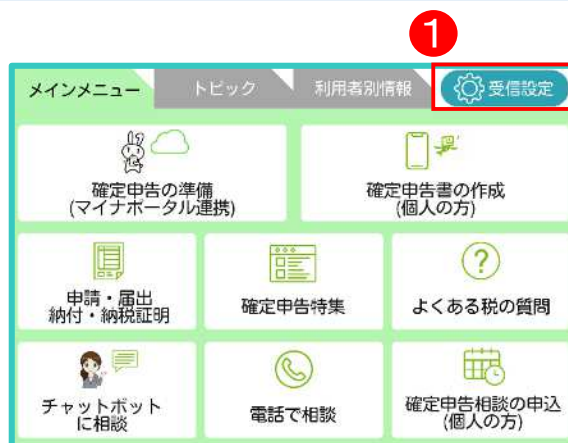 1
メインメニュー トピック 利用者別情報 受信設定
確定申告の準備
(マイナポータル連携)
確定申告書の作成
(個人の方)
申請・届出
納付・納税証明
確定申告特集
よくある税の質問
チャットボット
に相談
電話で相談
確定申告相談の申込
(個人の方)